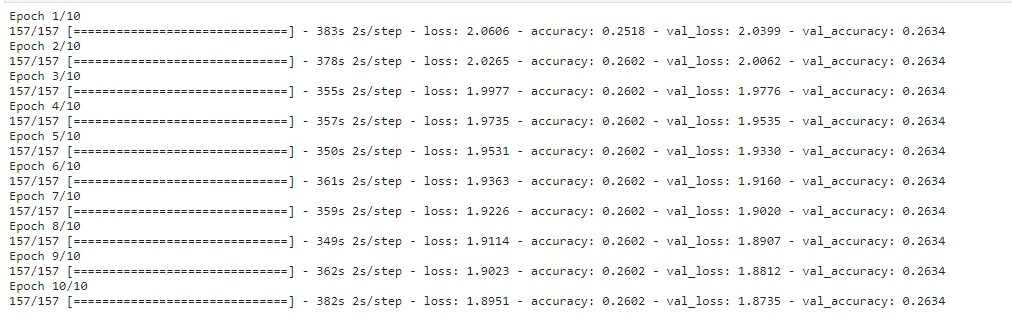 Epoch 1/10
157/157 [==============================] - 383s 2s/step - loss: 2.0606 - accuracy: 0.2518 - val_loss: 2.0399 - val_accuracy: 0.2634
Epoch 2/10
157/157 [==============================] - 378s 2s/step - loss: 2.0265 - accuracy: 0.2602 - val_loss: 2.0062 - val_accuracy: 0.2634
Epoch 3/10
157/157 [==============================] - 355s 2s/step - loss: 1.9977 - accuracy: 0.2602 - val_loss: 1.9776 - val_accuracy: 0.2634
Epoch 4/10
157/157 [==============================] - 357s 2s/step - loss: 1.9735 - accuracy: 0.2602 - val_loss: 1.9535 - val_accuracy: 0.2634
Epoch 5/10
157/157 [==============================] - 350s 2s/step - loss: 1.9531 - accuracy: 0.2602 - val_loss: 1.9330 - val_accuracy: 0.2634
Epoch 6/10
157/157 [==============================] - 361s 2s/step - loss: 1.9363 - accuracy: 0.2602 - val_loss: 1.9160 - val_accuracy: 0.2634
Epoch 7/10
157/157 [==============================] - 359s 2s/step - loss: 1.9226 - accuracy: 0.2602 - val_loss: 1.9020 - val_accuracy: 0.2634
Epoch 8/10
157/157 [==============================] - 349s 2s/step - loss: 1.9114 - accuracy: 0.2602 - val_loss: 1.8907 - val_accuracy: 0.2634
Epoch 9/10
157/157 [==============================] - 362s 2s/step - loss: 1.9023 - accuracy: 0.2602 - val_loss: 1.8812 - val_accuracy: 0.2634
Epoch 10/10
157/157 [==============================] - 382s 2s/step - loss: 1.8951 - accuracy: 0.2602 - val_loss: 1.8735 - val_accuracy: 0.2634